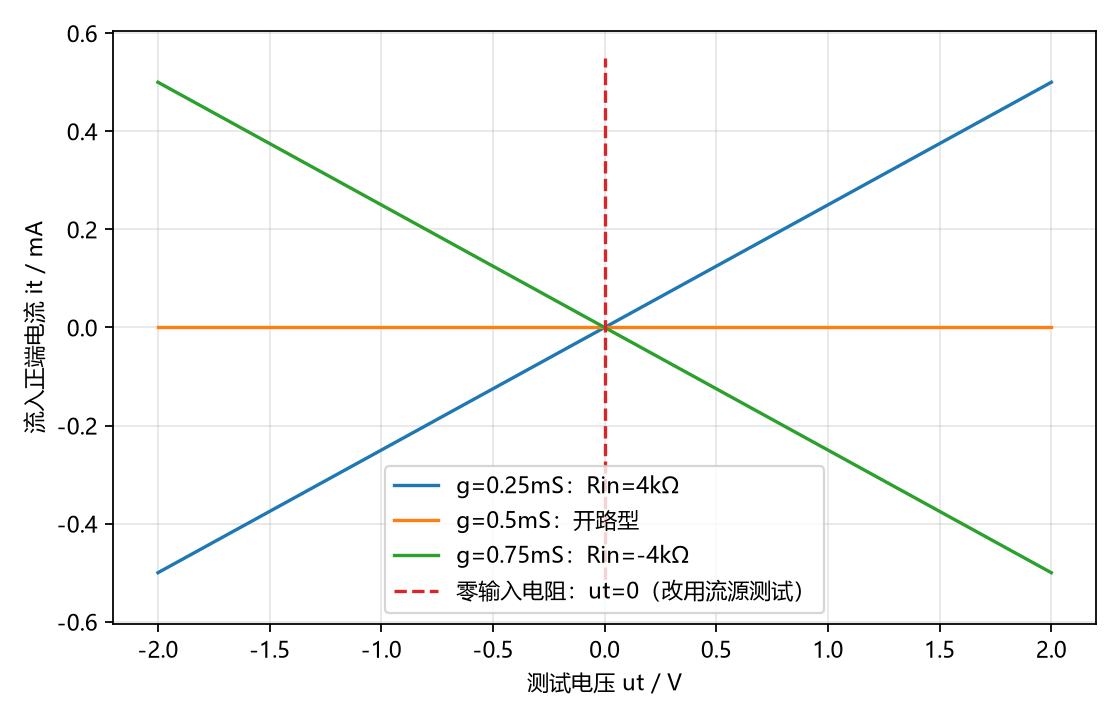 0.6
0.4
0.2
0.0
-0.2
-0.4
-0.6
流入正端电流 it / mA
g=0.25mS：Rin=4kΩ
g=0.5mS：开路型
g=0.75mS：Rin=-4kΩ
零输入电阻：ut=0（改用流源测试）
-2.0 -1.5 -1.0 -0.5 0.0 0.5 1.0 1.5 2.0
测试电压 ut / V